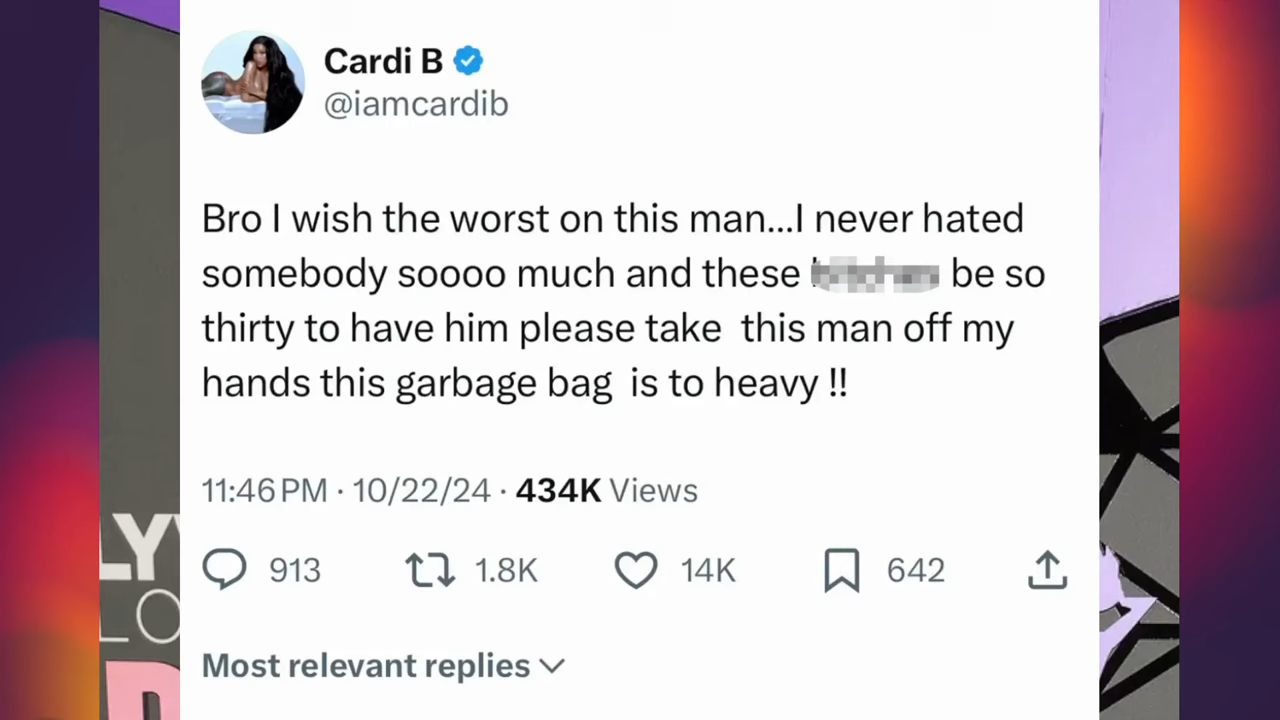 Cardi B
@iamcardib
Bro I wish the worst on this man...I never hated
somebody soooo much and these be so
thirty to have him please take this man off my
hands this garbage bag is to heavy !!
11:46 PM · 10/22/24 · 434K Views
913 1.8K 14K 642
Most relevant replies
LY
LO
D